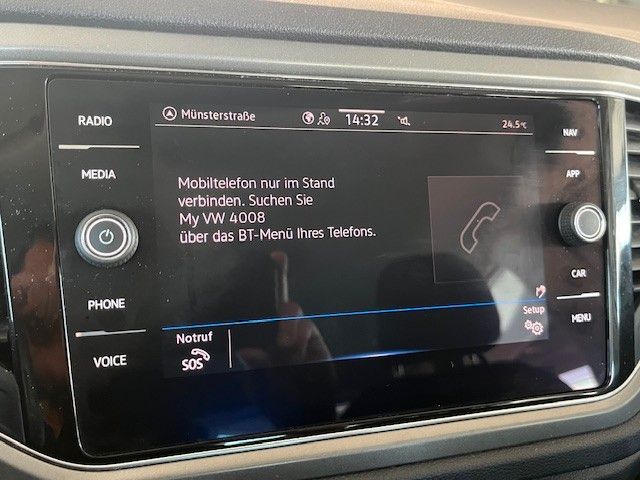 RADIO
MEDIA
PHONE
VOICE
Münsterstraße
14:32
24.5°C
Mobiltelefon nur im Stand
verbinden. Suchen Sie
My VW 4008
über das BT-Menü Ihres Telefons.
Notruf
SOS
Setup
NAV
APP
CAR
MENU